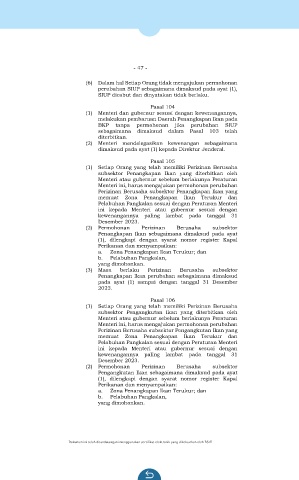 - 47 -
(6) Dalam hal Setiap Orang tidak mengajukan permohonan
perubahan SIUP sebagaimana dimaksud pada ayat (1),
SIUP dicabut dan dinyatakan tidak berlaku.
Pasal 104
(1) Menteri dan gubernur sesuai dengan kewenangannya,
melakukan pembaruan Daerah Penangkapan Ikan pada
BKP tanpa permohonan jika perubahan SIUP
sebagaimana dimaksud dalam Pasal 103 telah
diterbitkan.
(2) Menteri mendelegasikan kewenangan sebagaimana
dimaksud pada ayat (1) kepada Direktur Jenderal.
Pasal 105
(1) Setiap Orang yang telah memiliki Perizinan Berusaha
subsektor Penangkapan Ikan yang diterbitkan oleh
Menteri atau gubernur sebelum berlakunya Peraturan
Menteri ini, harus mengajukan permohonan perubahan
Perizinan Berusaha subsektor Penangkapan Ikan yang
memuat Zona Penangkapan Ikan Terukur dan
Pelabuhan Pangkalan sesuai dengan Peraturan Menteri
ini kepada Menteri atau gubernur sesuai dengan
kewenangannya paling lambat pada tanggal 31
Desember 2023.
(2) Permohonan Perizinan Berusaha subsektor
Penangkapan Ikan sebagaimana dimaksud pada ayat
(1), dilengkapi dengan syarat nomor register Kapal
Perikanan dan menyampaikan:
a. Zona Penangkapan Ikan Terukur; dan
b. Pelabuhan Pangkalan,
yang dimohonkan.
(3) Masa berlaku Perizinan Berusaha subsektor
Penangkapan Ikan perubahan sebagaimana dimaksud
pada ayat (1) sampai dengan tanggal 31 Desember
2023.
Pasal 106
(1) Setiap Orang yang telah memiliki Perizinan Berusaha
subsektor Pengangkutan Ikan yang diterbitkan oleh
Menteri atau gubernur sebelum berlakunya Peraturan
Menteri ini, harus mengajukan permohonan perubahan
Perizinan Berusaha subsektor Pengangkutan Ikan yang
memuat Zona Penangkapan Ikan Terukur dan
Pelabuhan Pangkalan sesuai dengan Peraturan Menteri
ini kepada Menteri atau gubernur sesuai dengan
kewenangannya paling lambat pada tanggal 31
Desember 2023.
(2) Permohonan Perizinan Berusaha subsektor
Pengangkutan Ikan sebagaimana dimaksud pada ayat
(1), dilengkapi dengan syarat nomor register Kapal
Perikanan dan menyampaikan:
a. Zona Penangkapan Ikan Terukur; dan
b. Pelabuhan Pangkalan,
yang dimohonkan.